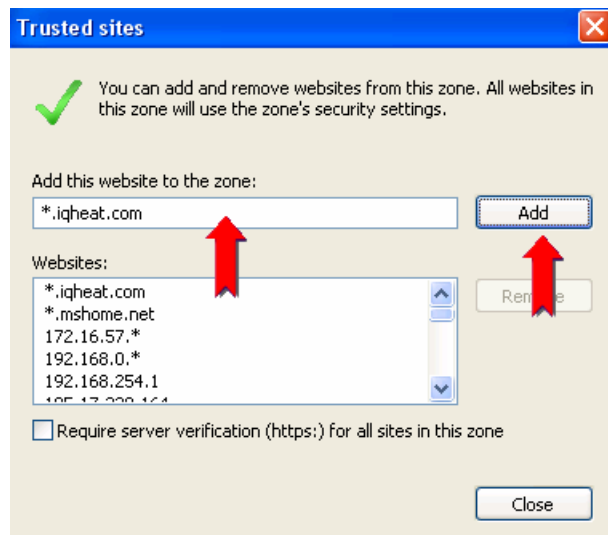 Trusted sites
You can add and remove websites from this zone. All websites in
this zone will use the zone's security settings.
Add this website to the zone:
*.iqheat.com
Add
Websites:
*.iqheat.com
*.mshome.net
172.16.57.*
192.168.0.*
192.168.254.1
Require server verification (https:) for all sites in this zone
Close